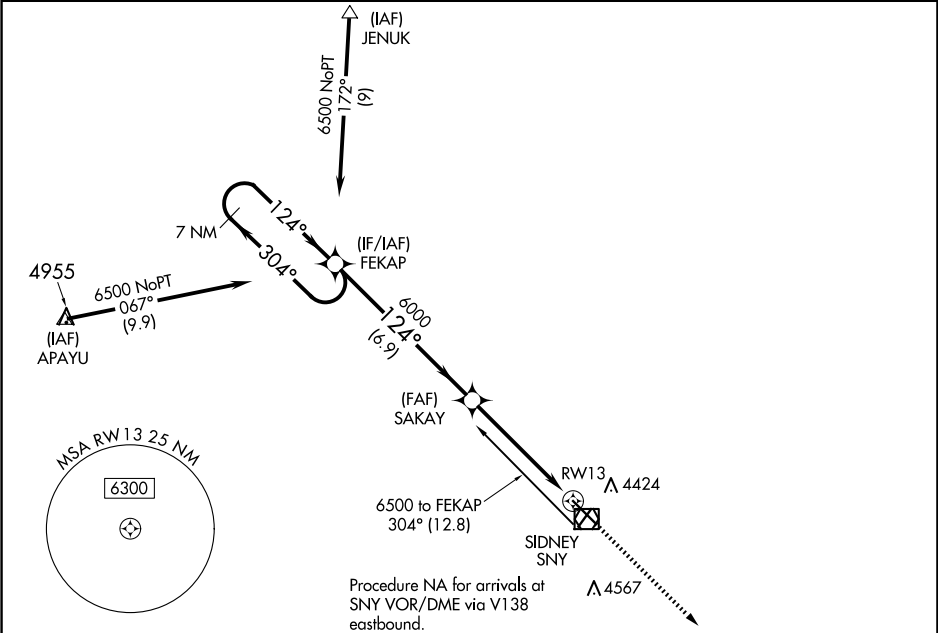 (IAF)
JENUK
6500 NoPT
172°
(9)
7 NM
124°
304°
(IF/IAF)
FEKAP
4955
6500 NoPT
067°
(9.9)
(IAF)
APAYU
6000
124°
(6.9)
(FAF)
SAKAY
MSA RW13 25 NM
6300
RW13
4424
6500 to FEKAP
304° (12.8)
SIDNEY
SNY
4567
Procedure NA for arrivals at
SNY VOR/DME via V138
eastbound.